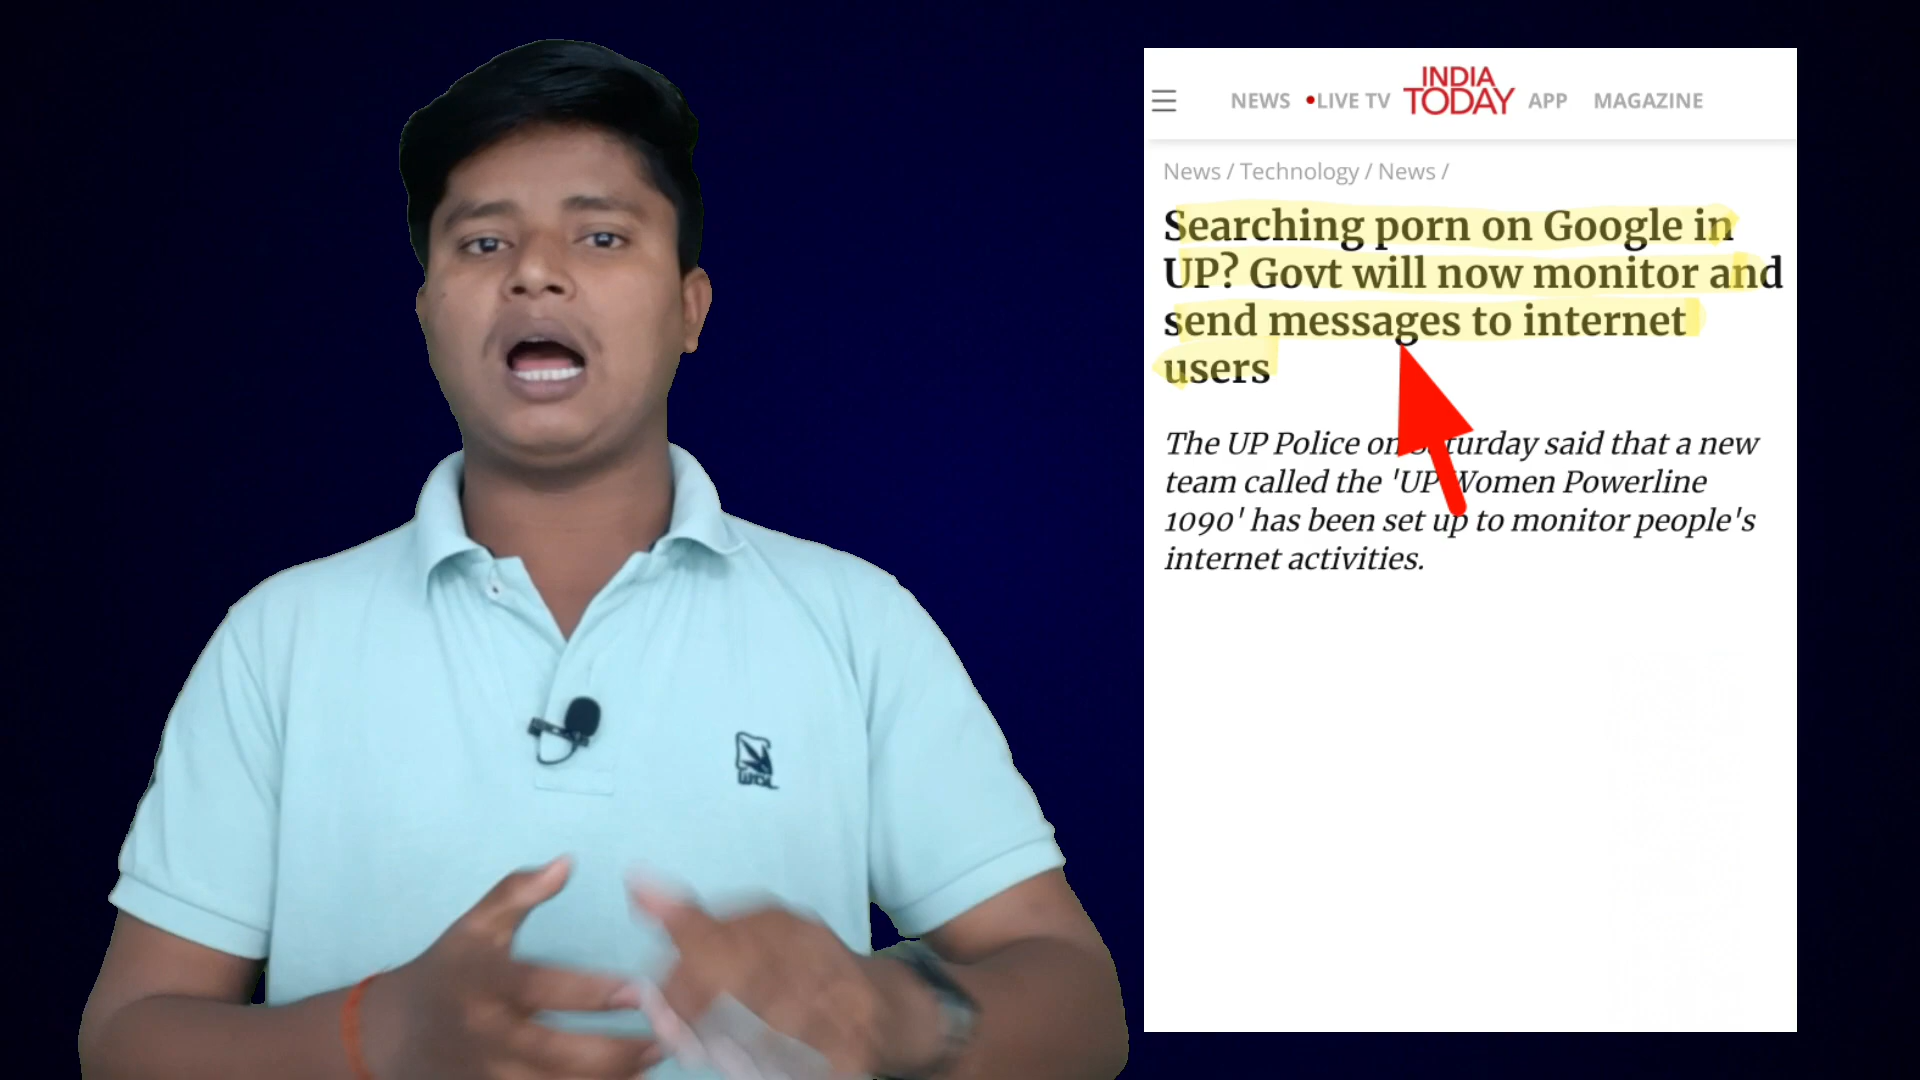 INDIA
NEWS •LIVE TV TODAY APP MAGAZINE
News / Technology / News /
Searching porn on Google in
UP? Govt will now monitor and
send messages to internet
users
The UP Police on Saturday said that a new
team called the 'UP Women Powerline
1090' has been set up to monitor people's
internet activities.